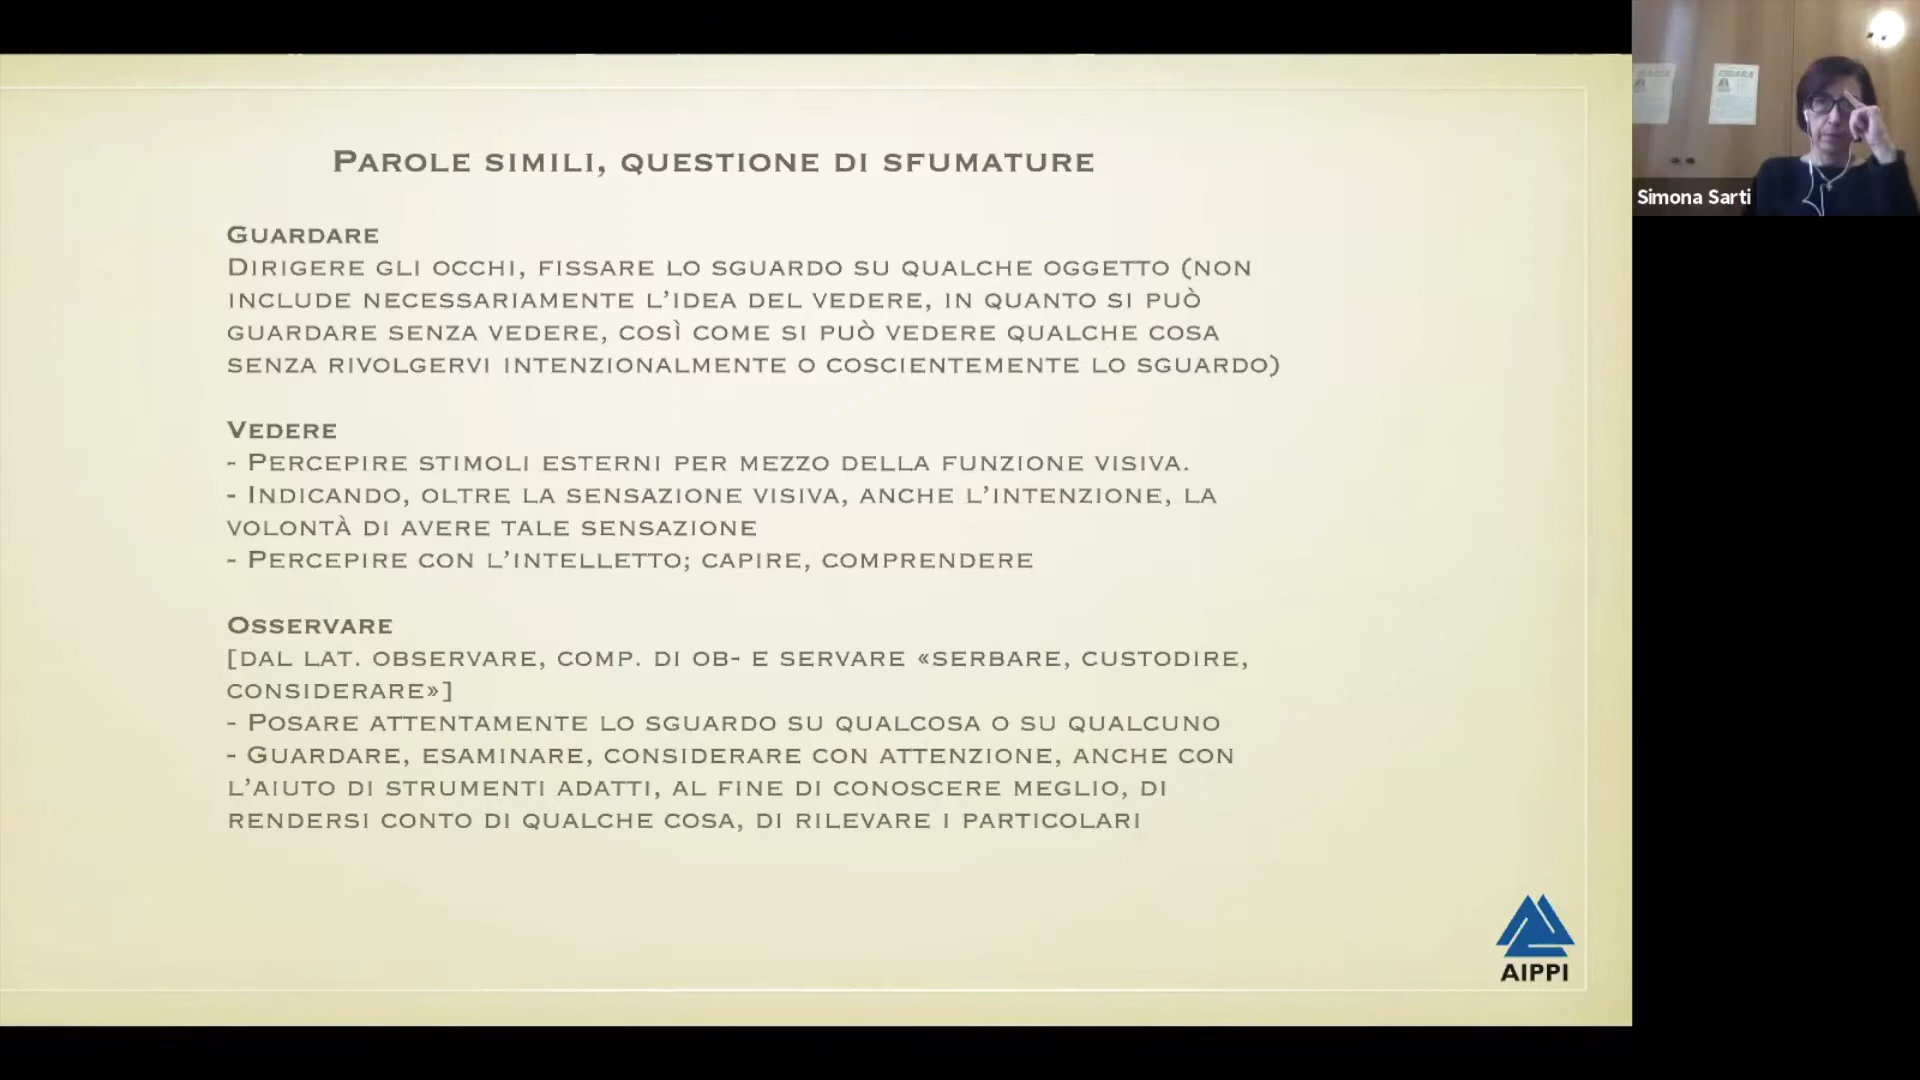 Parole simili, questione di sfumature
Guardare
Dirigere gli occhi, fissare lo sguardo su qualche oggetto (non
include necessariamente l’idea del vedere, in quanto si può
guardare senza vedere, così come si può vedere qualche cosa
senza rivolgervi intenzionalmente o coscientemente lo sguardo)
Vedere
- Percepire stimoli esterni per mezzo della funzione visiva.
- Indicando, oltre la sensazione visiva, anche l’intenzione, la
volontà di avere tale sensazione
- Percepire con l’intelletto; capire, comprendere
Osservare
[dal lat. observare, comp. di ob- e servare «serbare, custodire,
considerare»]
- Posare attentamente lo sguardo su qualcosa o su qualcuno
- Guardare, esaminare, considerare con attenzione, anche con
l’aiuto di strumenti adatti, al fine di conoscere meglio, di
rendersi conto di qualche cosa, di rilevare i particolari
AIPPI
Simona Sarti